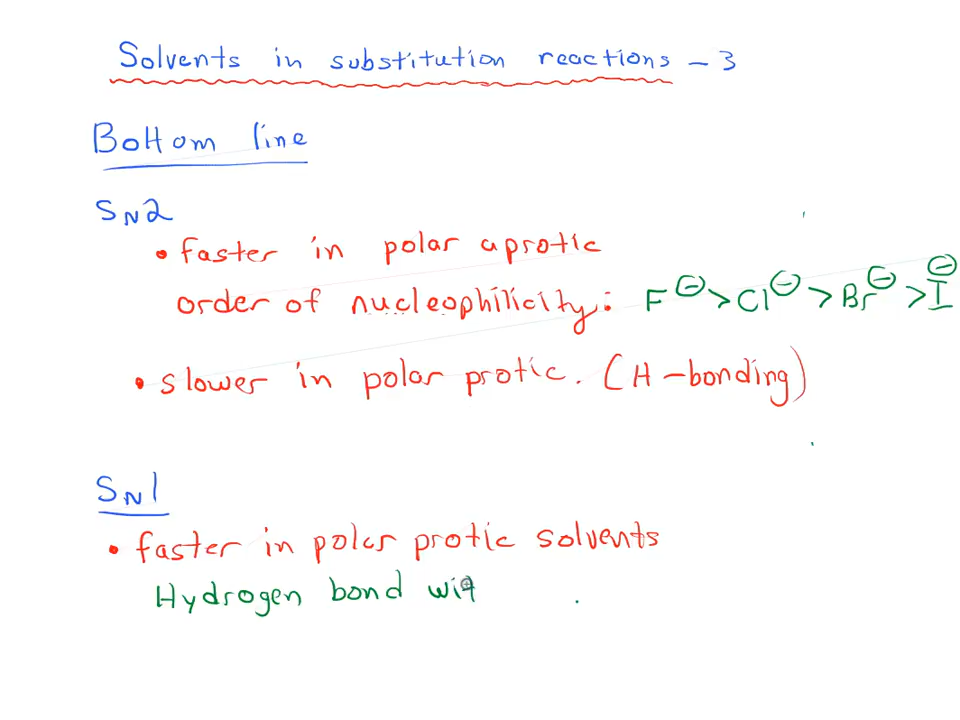 Solvents in substitution reactions - 3
Bottom line
SN2
• faster in polar aprotic
order of nucleophilicity: F⊖ > Cl⊖ > Br⊖ > I⊖
• slower in polar protic. (H-bonding)
SN1
• faster in polar protic solvents
Hydrogen bond wit